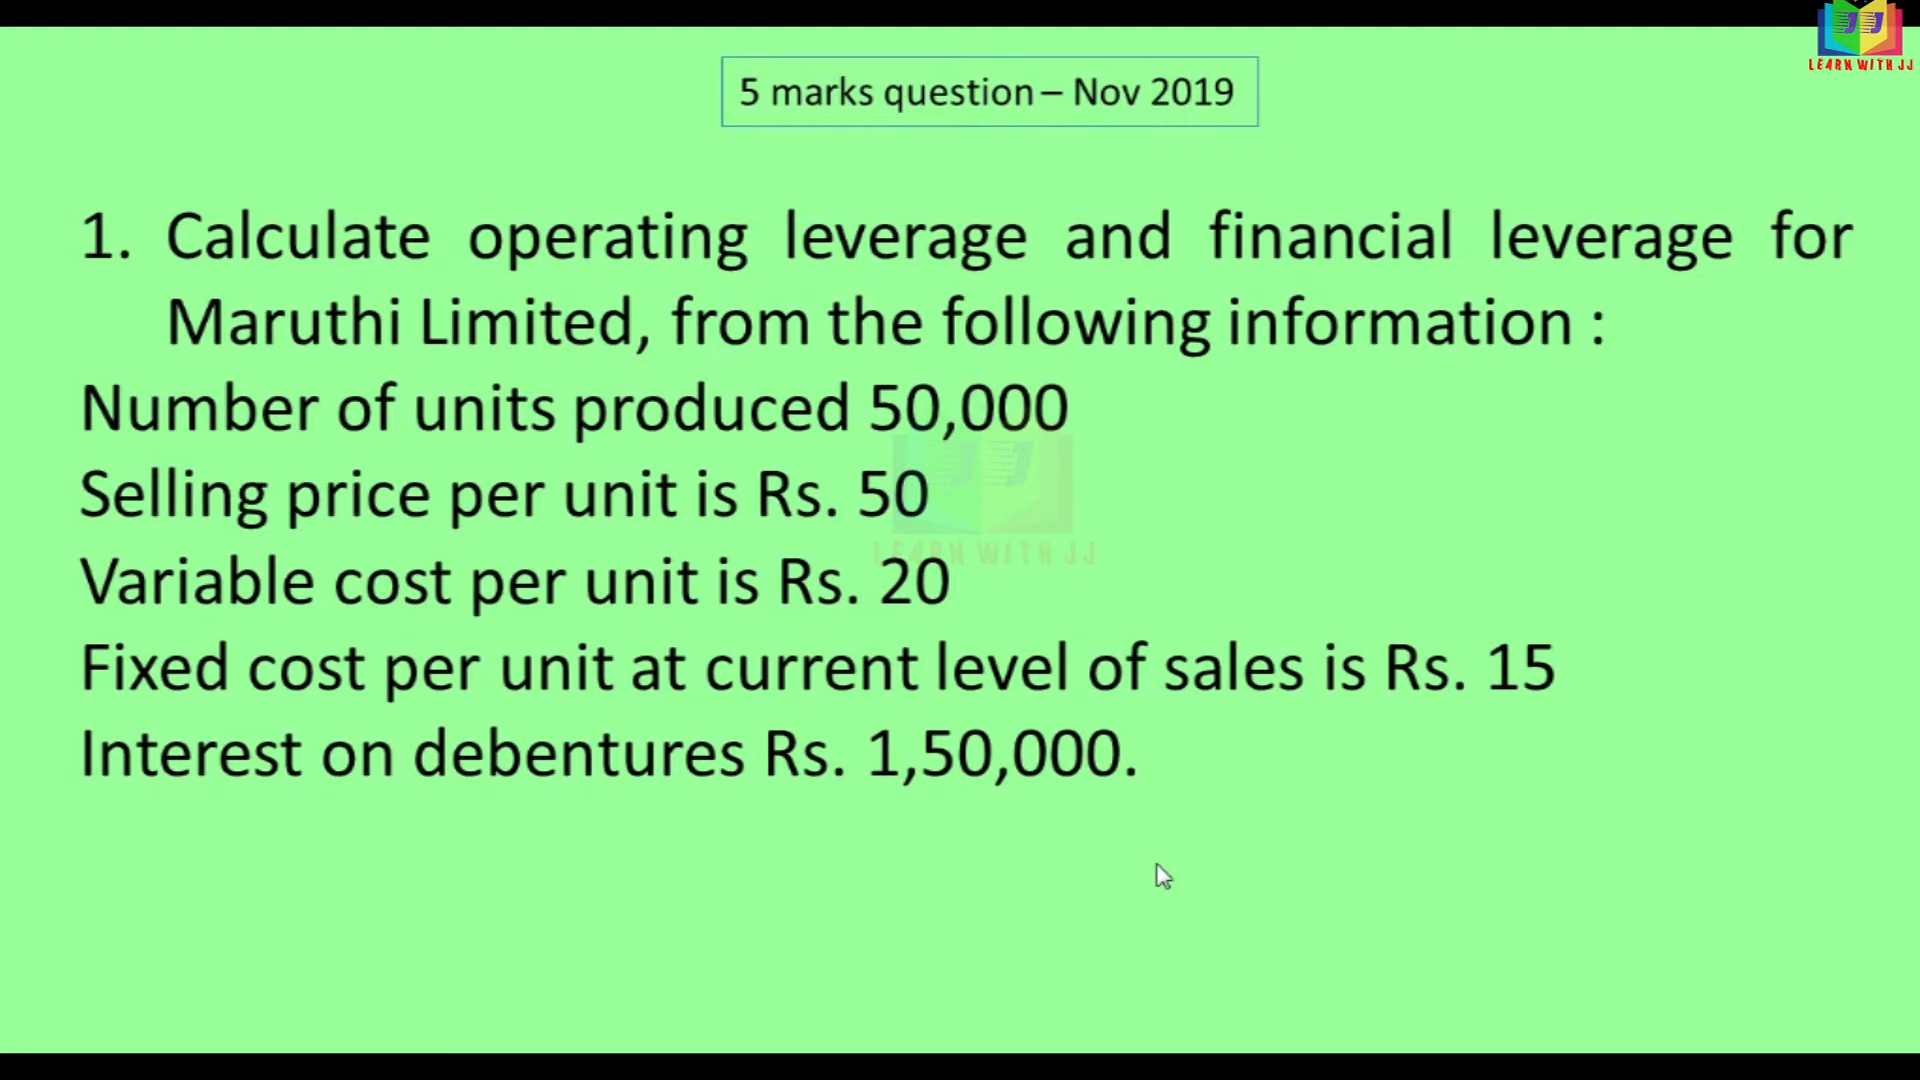 LEARN WITH JJ
5 marks question – Nov 2019
1. Calculate operating leverage and financial leverage for
Maruthi Limited, from the following information :
Number of units produced 50,000
Selling price per unit is Rs. 50
LEARN WITH JJ
Variable cost per unit is Rs. 20
Fixed cost per unit at current level of sales is Rs. 15
Interest on debentures Rs. 1,50,000.